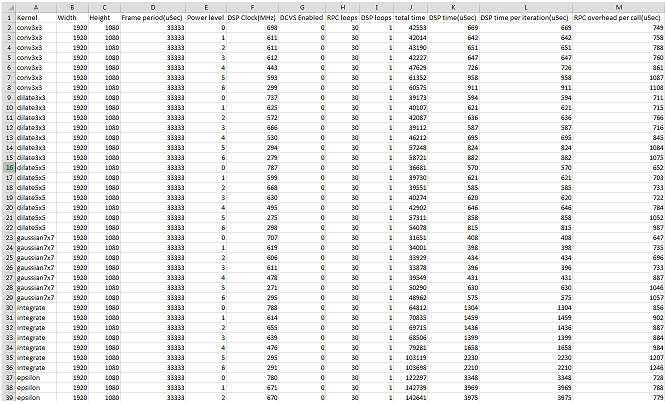 A B C D E F G H I J K L M
1 Kernel Width Height Frame period(uSec) Power level DSP Clock(MHz) DCVS Enabled RPC loops DSP loops total time DSP time(uSec) DSP time per iteration(uSec) RPC overhead per call(uSec)
2 conv3x3 1920 1080 33333 0 698 0 30 1 42553 669 669 749
3 conv3x3 1920 1080 33333 1 611 0 30 1 42014 642 642 758
4 conv3x3 1920 1080 33333 2 611 0 30 1 43190 651 651 788
5 conv3x3 1920 1080 33333 3 612 0 30 1 42227 647 647 760
6 conv3x3 1920 1080 33333 4 443 0 30 1 47629 726 726 861
7 conv3x3 1920 1080 33333 5 593 0 30 1 61352 958 958 1087
8 conv3x3 1920 1080 33333 6 299 0 30 1 60575 911 911 1108
9 dilate3x3 1920 1080 33333 0 737 0 30 1 39173 594 594 711
10 dilate3x3 1920 1080 33333 1 625 0 30 1 40107 621 621 715
11 dilate3x3 1920 1080 33333 2 572 0 30 1 42087 636 636 766
12 dilate3x3 1920 1080 33333 3 666 0 30 1 39112 587 587 716
13 dilate3x3 1920 1080 33333 4 530 0 30 1 46212 695 695 845
14 dilate3x3 1920 1080 33333 5 294 0 30 1 57248 824 824 1084
15 dilate3x3 1920 1080 33333 6 279 0 30 1 58721 882 882 1075
16 dilate5x5 1920 1080 33333 0 787 0 30 1 36681 570 570 652
17 dilate5x5 1920 1080 33333 1 599 0 30 1 39730 621 621 703
18 dilate5x5 1920 1080 33333 2 668 0 30 1 39551 585 585 733
19 dilate5x5 1920 1080 33333 3 630 0 30 1 40274 620 620 722
20 dilate5x5 1920 1080 33333 4 495 0 30 1 42902 646 646 784
21 dilate5x5 1920 1080 33333 5 275 0 30 1 57311 858 858 1052
22 dilate5x5 1920 1080 33333 6 298 0 30 1 54078 815 815 987
23 gaussian7x7 1920 1080 33333 0 707 0 30 1 31651 408 408 647
24 gaussian7x7 1920 1080 33333 1 619 0 30 1 34001 398 398 735
25 gaussian7x7 1920 1080 33333 2 606 0 30 1 33929 434 434 696
26 gaussian7x7 1920 1080 33333 3 611 0 30 1 33878 396 396 733
27 gaussian7x7 1920 1080 33333 4 478 0 30 1 39549 431 431 887
28 gaussian7x7 1920 1080 33333 5 271 0 30 1 50290 630 630 1046
29 gaussian7x7 1920 1080 33333 6 295 0 30 1 48962 575 575 1057
30 integrate 1920 1080 33333 0 788 0 30 1 64812 1304 1304 856
31 integrate 1920 1080 33333 1 614 0 30 1 70835 1459 1459 902
32 integrate 1920 1080 33333 2 655 0 30 1 69715 1436 1436 887
33 integrate 1920 1080 33333 3 639 0 30 1 68506 1399 1399 884
34 integrate 1920 1080 33333 4 476 0 30 1 79281 1658 1658 984
35 integrate 1920 1080 33333 5 295 0 30 1 103119 2230 2230 1207
36 integrate 1920 1080 33333 6 291 0 30 1 103698 2210 2210 1246
37 epsilon 1920 1080 33333 0 780 0 30 1 122297 3348 3348 728
38 epsilon 1920 1080 33333 1 671 0 30 1 142739 3969 3969 788
39 epsilon 1920 1080 33333 2 670 0 30 1 142641 3975 3975 779